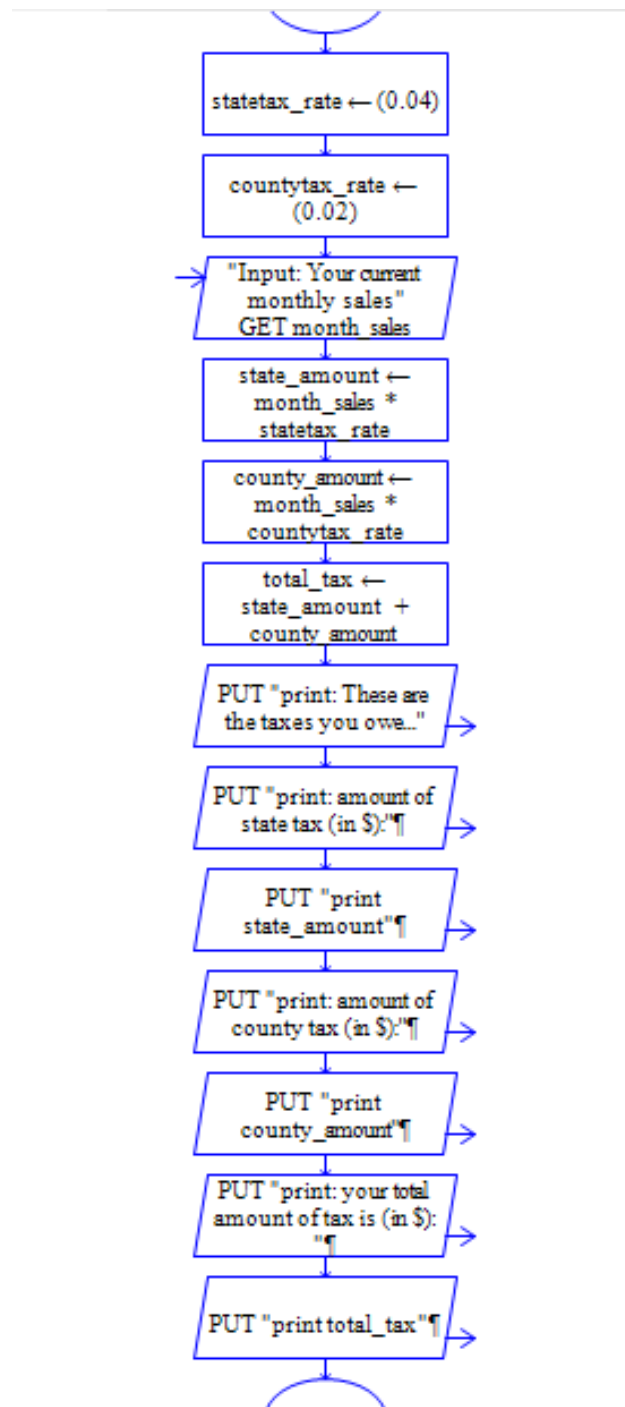 statetax_rate ← (0.04)
countytax_rate ←
(0.02)
"Input: Your current
monthly sales"
GET month_sales
state_amount ←
month_sales *
statetax_rate
county_amount ←
month_sales *
countytax_rate
total_tax ←
state_amount +
county_amount
PUT "print: These are
the taxes you owe..."
PUT "print: amount of
state tax (in $):"¶
PUT "print
state_amount"¶
PUT "print: amount of
county tax (in $):"¶
PUT "print
county_amount"¶
PUT "print: your total
amount of tax is (in $):
"¶
PUT "print total_tax"¶